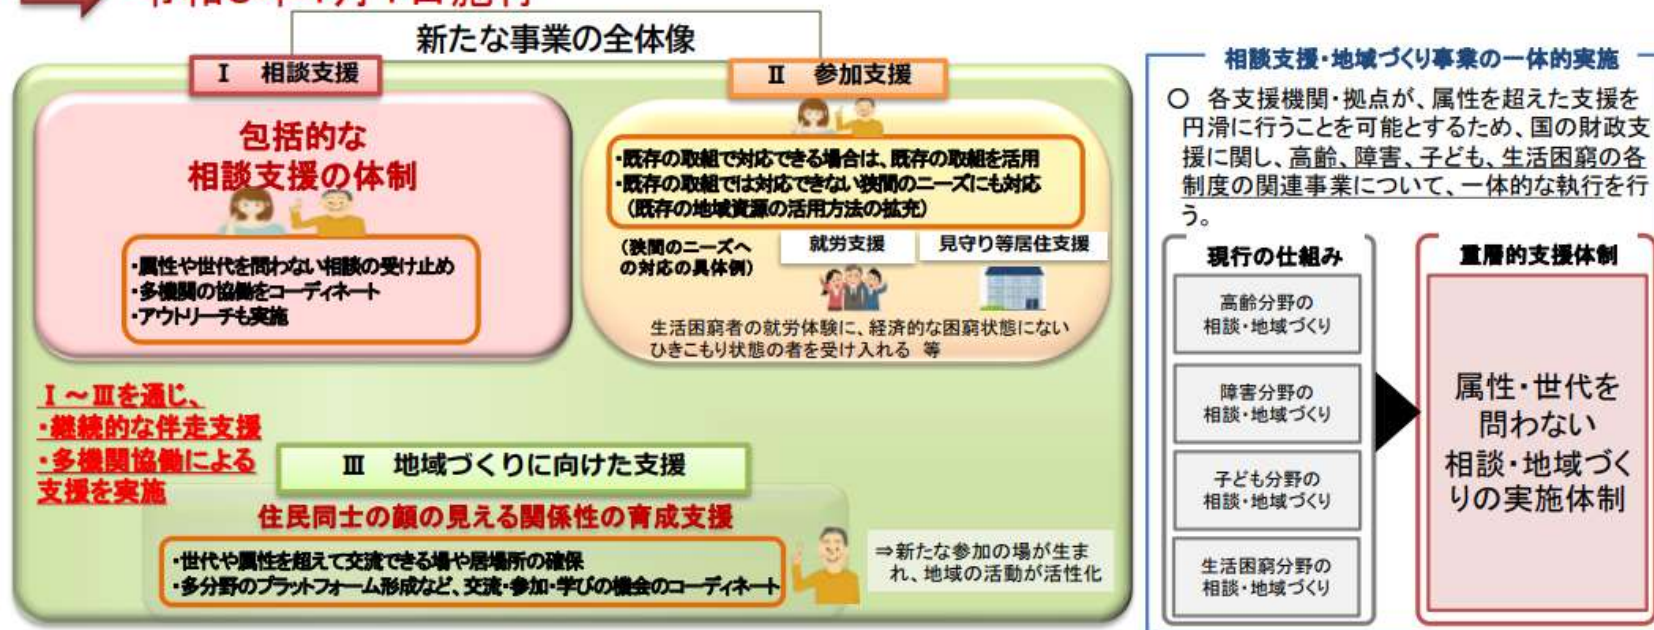 新たな事業の全体像
Ⅰ 相談支援
包括的な
相談支援の体制
・属性や世代を問わない相談の受け止め
・多機関の協働をコーディネート
・アウトリーチも実施
Ⅱ 参加支援
・既存の取組で対応できる場合は、既存の取組を活用
・既存の取組では対応できない狭間のニーズにも対応
（既存の地域資源の活用方法の拡充）
（狭間のニーズへ
の対応の具体例）
就労支援
見守り等居住支援
生活困窮者の就労体験に、経済的な困窮状態にない
ひきこもり状態の者を受け入れる 等
Ⅰ～Ⅲを通じ、
・継続的な伴走支援
・多機関協働による
支援を実施
Ⅲ 地域づくりに向けた支援
住民同士の顔の見える関係性の育成支援
・世代や属性を超えて交流できる場や居場所の確保
・多分野のプラットフォーム形成など、交流・参加・学びの機会のコーディネート
⇒新たな参加の場が生ま
れ、地域の活動が活性化
相談支援・地域づくり事業の一体的実施
○ 各支援機関・拠点が、属性を超えた支援を
円滑に行うことを可能とするため、国の財政支
援に関し、高齢、障害、子ども、生活困窮の各
制度の関連事業について、一体的な執行を行
う。
現行の仕組み
高齢分野の
相談・地域づくり
障害分野の
相談・地域づくり
子ども分野の
相談・地域づくり
生活困窮分野の
相談・地域づくり
重層的支援体制
属性・世代を
問わない
相談・地域づく
りの実施体制